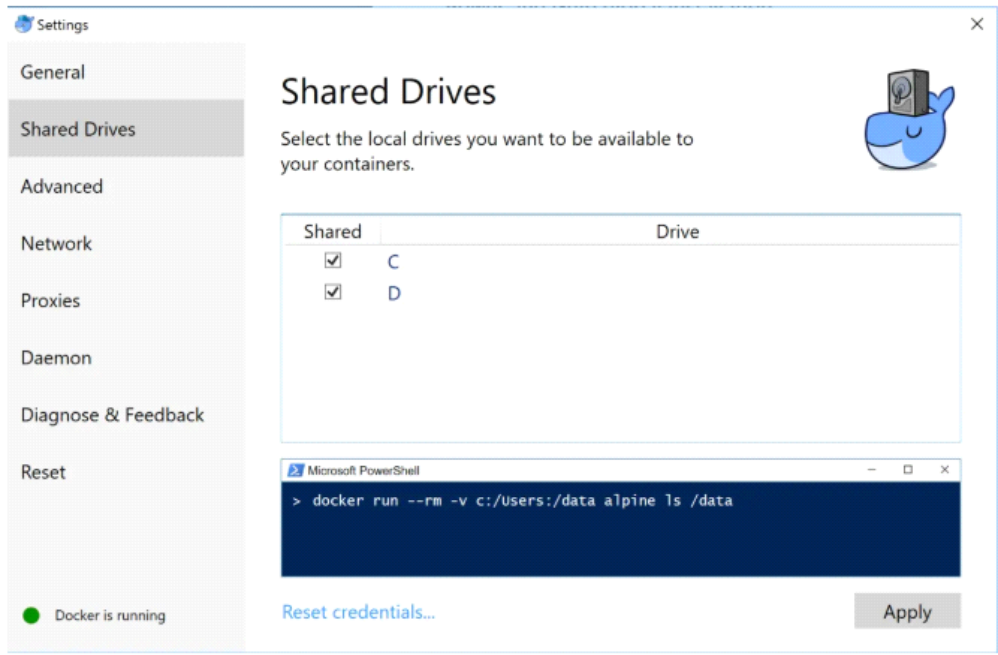 Settings
General
Shared Drives
Advanced
Network
Proxies
Daemon
Diagnose & Feedback
Reset
Docker is running
Shared Drives
Select the local drives you want to be available to
your containers.
Shared Drive
C
D
Microsoft PowerShell
> docker run --rm -v c:/Users:/data alpine ls /data
Reset credentials...
Apply